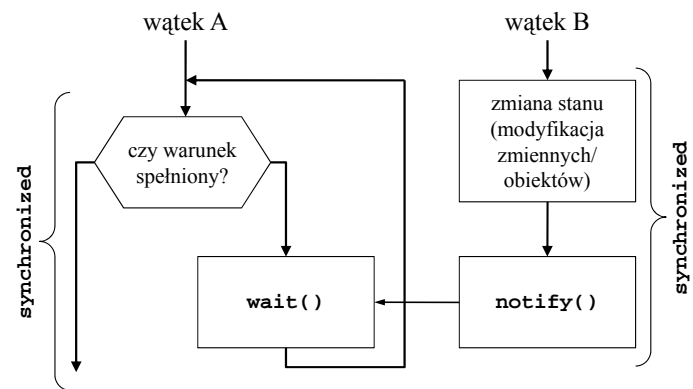 wątek A
wątek B
synchronized
czy warunek
spełniony?
wait()
zmiana stanu
(modyfikacja
zmiennych/
obiektów)
notify()
synchronized